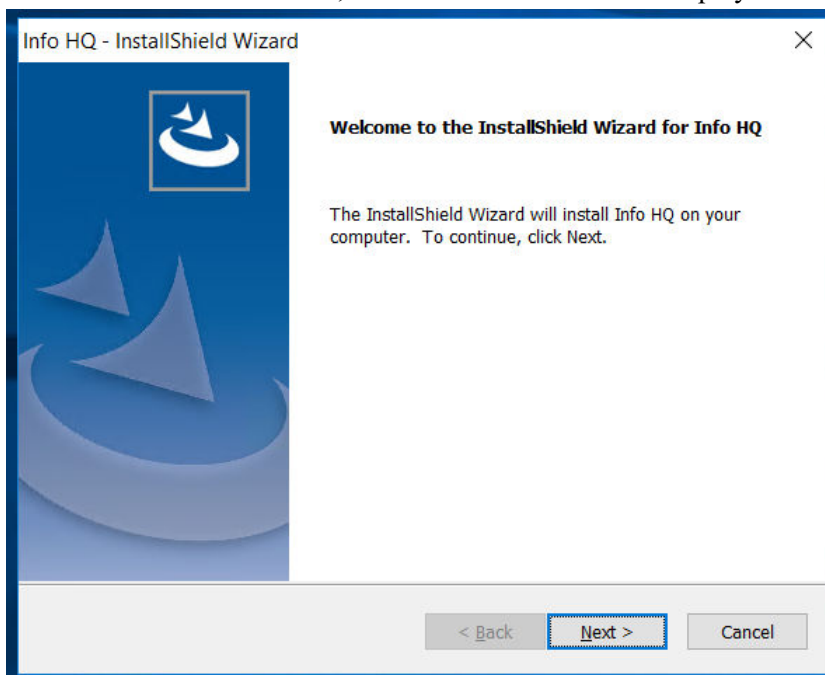 Info HQ - InstallShield Wizard
Welcome to the InstallShield Wizard for Info HQ
The InstallShield Wizard will install Info HQ on your
computer.  To continue, click Next.
< Back
Next >
Cancel